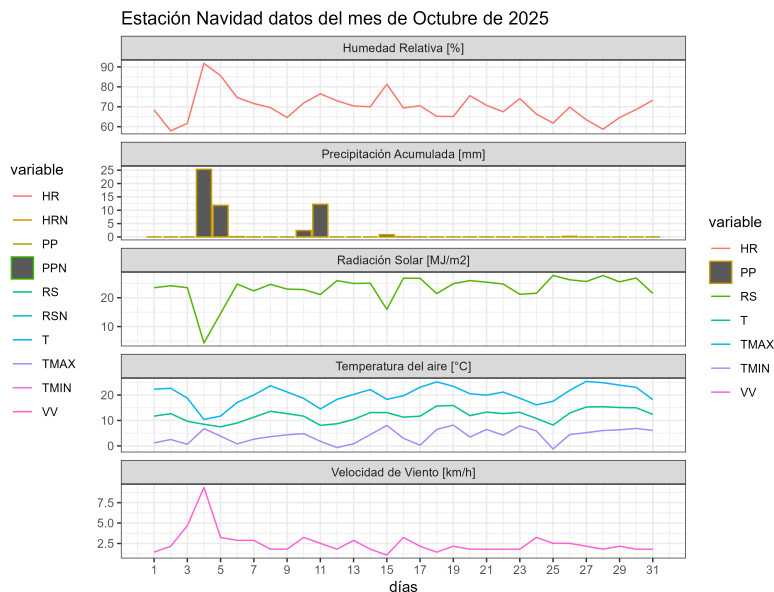 Estación Navidad datos del mes de Octubre de 2025
variable
HR
HRN
PP
PPN
RS
RSN
T
TMAX
TMIN
VV
Humedad Relativa [%]
90
80
70
60
Precipitación Acumulada [mm]
25
20
15
10
5
0
Radiación Solar [MJ/m2]
20
10
Temperatura del aire [°C]
20
10
0
Velocidad de Viento [km/h]
7.5
5.0
2.5
1 3 5 7 9 11 13 15 17 19 21 23 25 27 29 31
días
variable
HR
PP
RS
T
TMAX
TMIN
VV